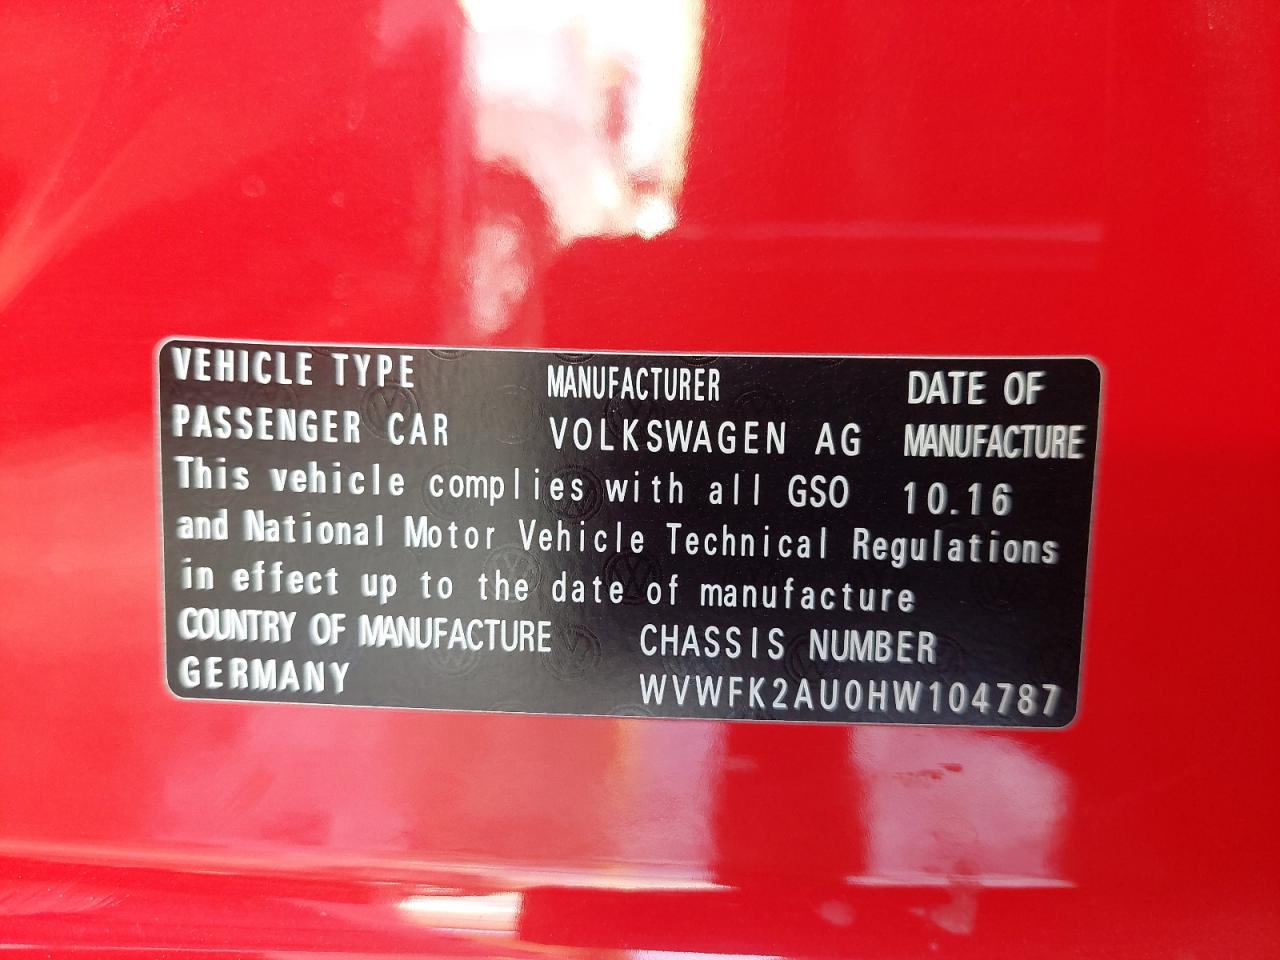 VEHICLE TYPE MANUFACTURER DATE OF
PASSENGER CAR VOLKSWAGEN AG MANUFACTURE
This vehicle complies with all GSO 10.16
and National Motor Vehicle Technical Regulations
in effect up to the date of manufacture
COUNTRY OF MANUFACTURE CHASSIS NUMBER
GERMANY WVWFK2AU0HW104787